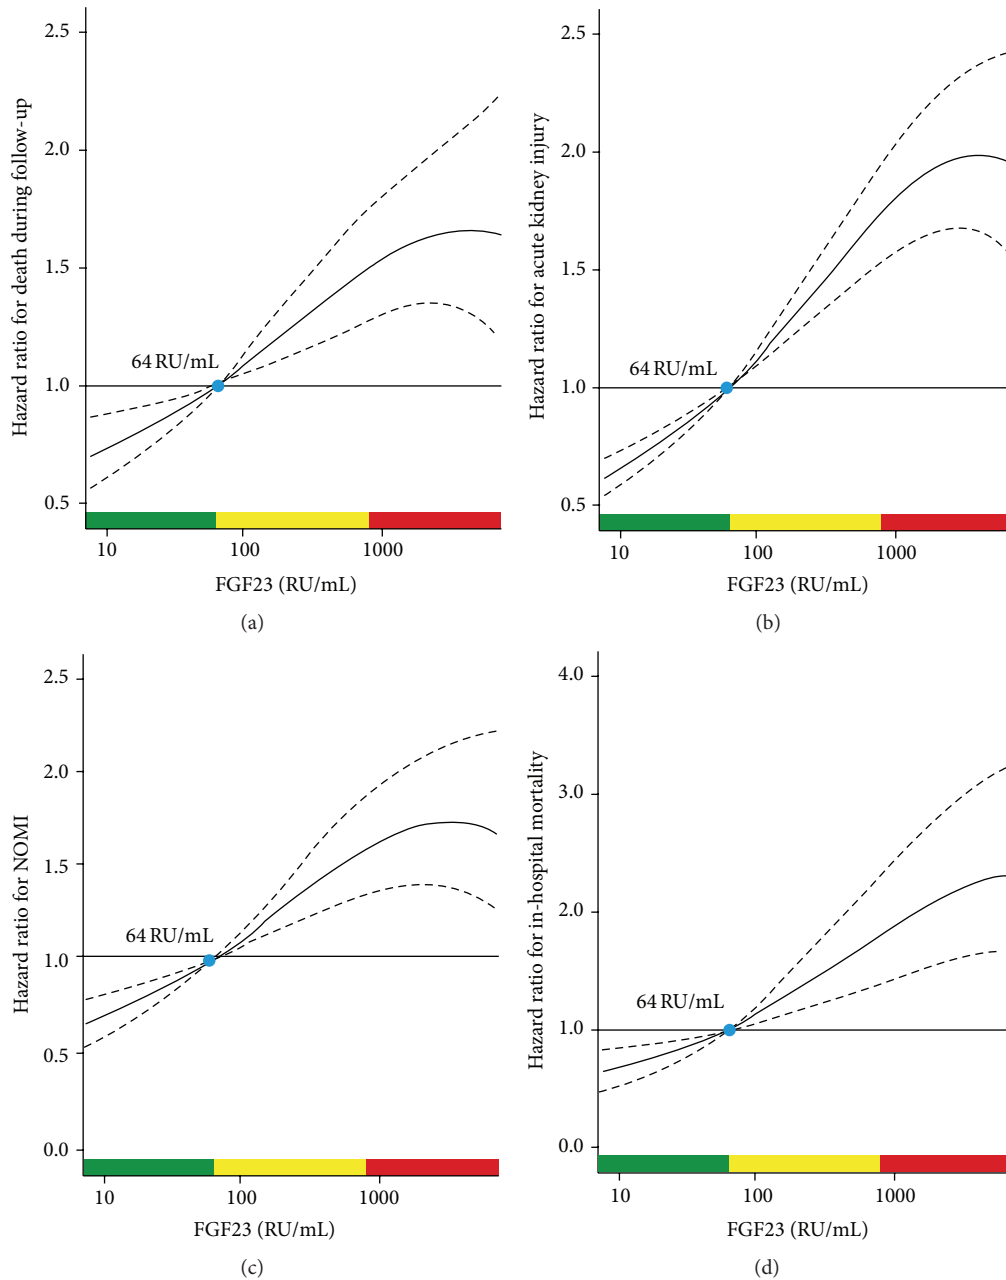 Hazard ratio for death during follow-up
2.5
2.0
1.5
1.0
0.5
64 RU/mL
10
100
1000
FGF23 (RU/mL)
(a)
Hazard ratio for acute kidney injury
2.5
2.0
1.5
1.0
0.5
64 RU/mL
10
100
1000
FGF23 (RU/mL)
(b)
Hazard ratio for NOMI
2.5
2.0
1.5
1.0
0.5
0.0
64 RU/mL
10
100
1000
FGF23 (RU/mL)
(c)
Hazard ratio for in-hospital mortality
4.0
3.0
2.0
1.0
0.0
64 RU/mL
10
100
1000
FGF23 (RU/mL)
(d)